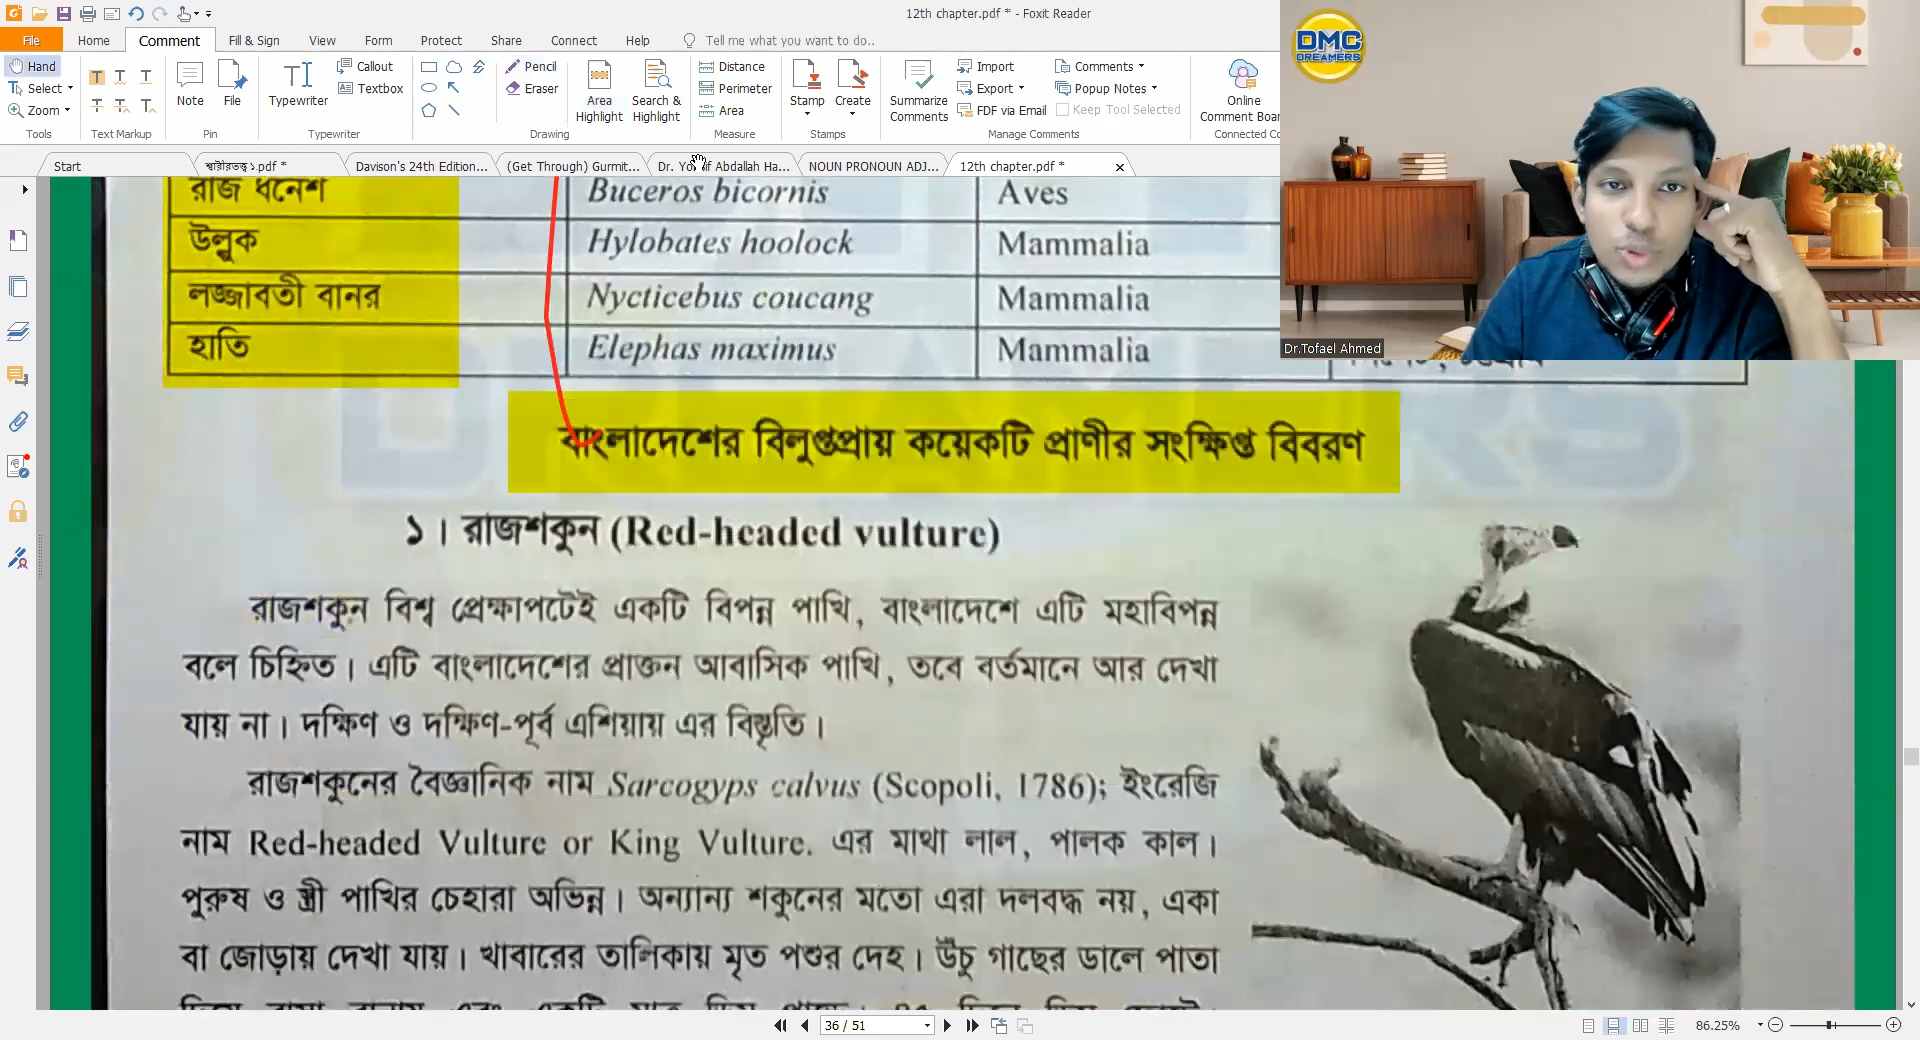 12th chapter.pdf * - Foxit Reader
File Home Comment Fill & Sign View Form Protect Share Connect Help Tell me what you want to do..
Hand
Select
Zoom
Tools
Text Markup
Note File
Pin
Typewriter
Callout
Textbox
Typewriter
Pencil
Eraser
Area Highlight
Search & Highlight
Drawing
Distance
Perimeter
Area
Measure
Stamp Create
Stamps
Summarize Comments
Import
Export
FDF via Email
Comments
Popup Notes
Keep Tool Selected
Manage Comments
Online
Comment Boar
Connected Co
DMC
DREAMERS
Dr.Tofael Ahmed
Start
শারীরতত্ত্ব ১.pdf *
Davison's 24th Edition...
(Get Through) Gurmit...
Dr. Abdallah Ha...
NOUN PRONOUN ADJ...
12th chapter.pdf *
রাজ ধনেশ Buceros bicornis Aves
উল্লুক Hylobates hoolock Mammalia
লজ্জাবতী বানর Nycticebus coucang Mammalia
হাতি Elephas maximus Mammalia
বাংলাদেশের বিলুপ্তপ্রায় কয়েকটি প্রাণীর সংক্ষিপ্ত বিবরণ
১। রাজশকুন (Red-headed vulture)
রাজশকুন বিশ্ব প্রেক্ষাপটেই একটি বিপন্ন পাখি, বাংলাদেশে এটি মহাবিপন্ন
বলে চিহ্নিত। এটি বাংলাদেশের প্রাক্তন আবাসিক পাখি, তবে বর্তমানে আর দেখা
যায় না। দক্ষিণ ও দক্ষিণ-পূর্ব এশিয়ায় এর বিস্তৃতি।
রাজশকুনের বৈজ্ঞানিক নাম Sarcogyps calvus (Scopoli, 1786); ইংরেজি
নাম Red-headed Vulture or King Vulture. এর মাথা লাল, পালক কাল।
পুরুষ ও স্ত্রী পাখির চেহারা অভিন্ন। অন্যান্য শকুনের মতো এরা দলবদ্ধ নয়, একা
বা জোড়ায় দেখা যায়। খাবারের তালিকায় মৃত পশুর দেহ। উঁচু গাছের ডালে পাতা
36 / 51
86.25%